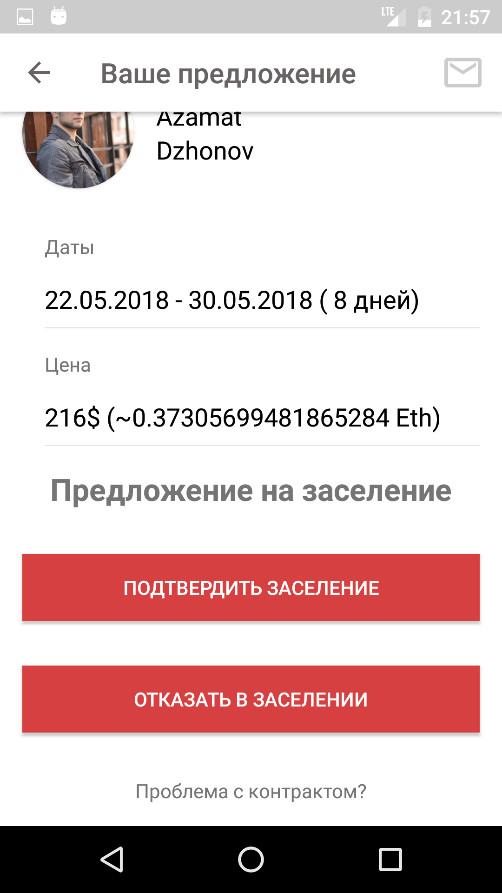 LTE 21:57
Ваше предложение
Azamat
Dzhonov
Даты
22.05.2018 - 30.05.2018 ( 8 дней)
Цена
216$ (~0.37305699481865284 Eth)
Предложение на заселение
ПОДТВЕРДИТЬ ЗАСЕЛЕНИЕ
ОТКАЗАТЬ В ЗАСЕЛЕНИИ
Проблема с контрактом?